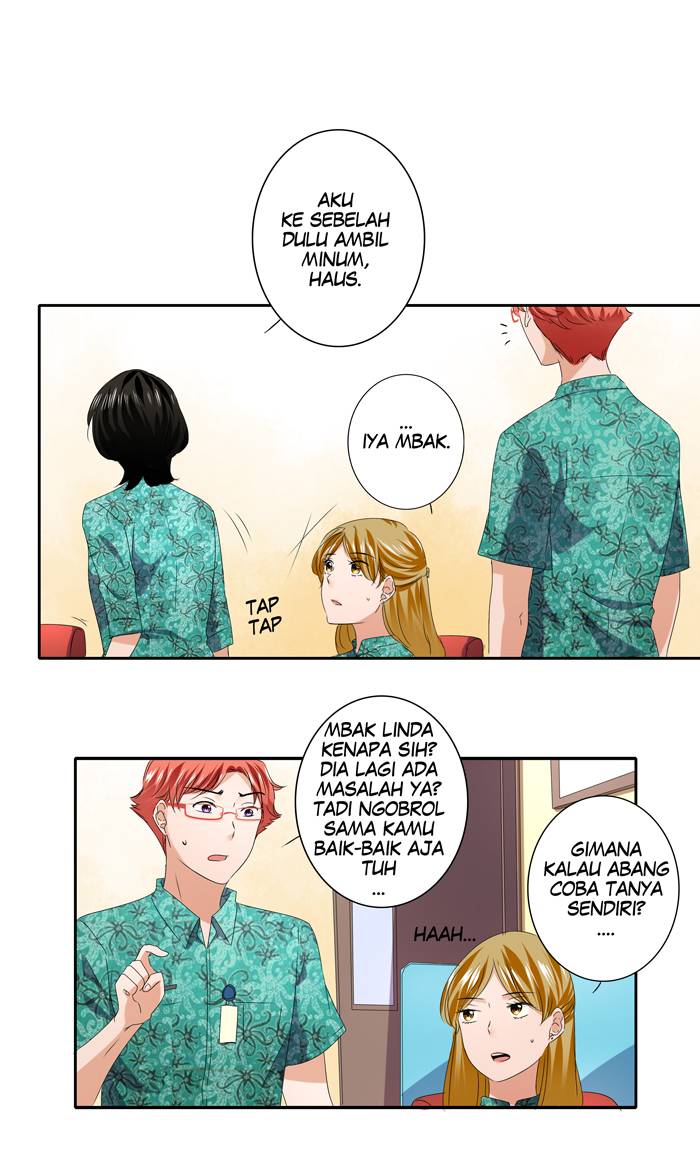 AKU
KE SEBELAH
DULU AMBIL
MINUM,
HAUS.
...
IYA MBAK.
TAP
TAP
MBAK LINDA
KENAPA SIH?
DIA LAGI ADA
MASALAH YA?
TADI NGOBROL
SAMA KAMU
BAIK-BAIK AJA
TUH
...
HAAH...
GIMANA
KALAU ABANG
COBA TANYA
SENDIRI?
....